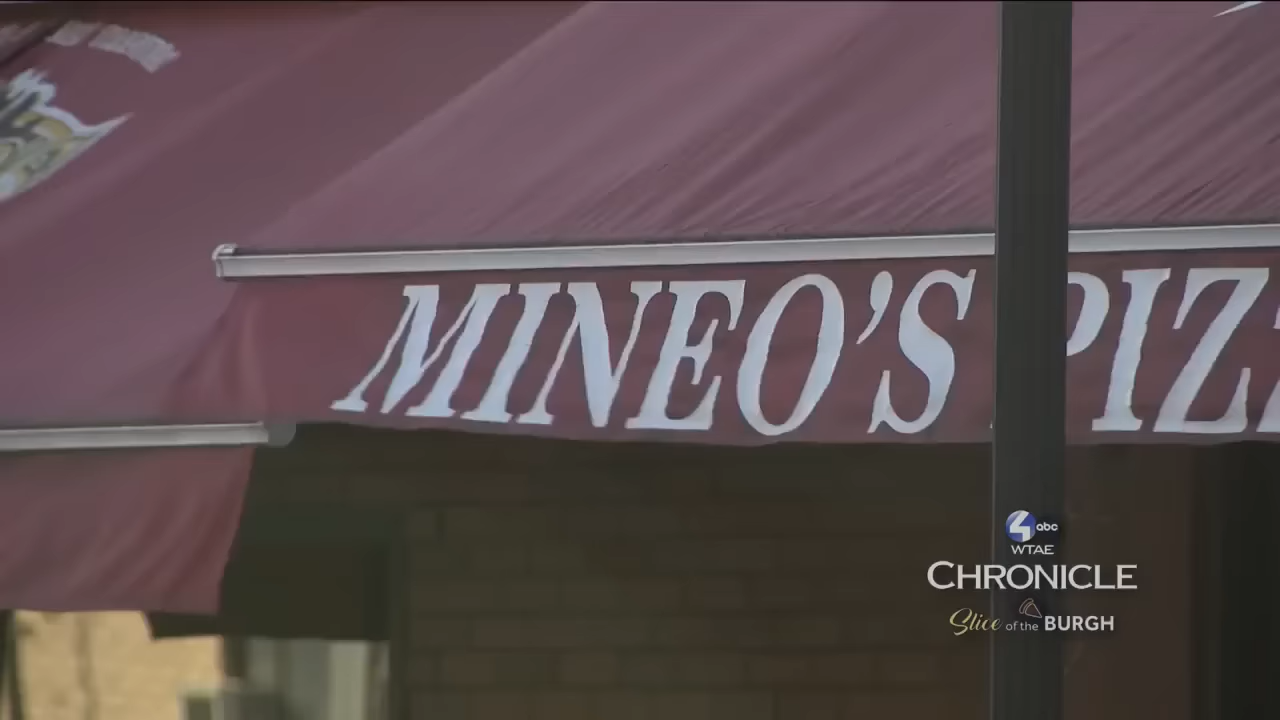 MINEO'S PIZ
4 abc
WTAE
CHRONICLE
Slice of the BURGH